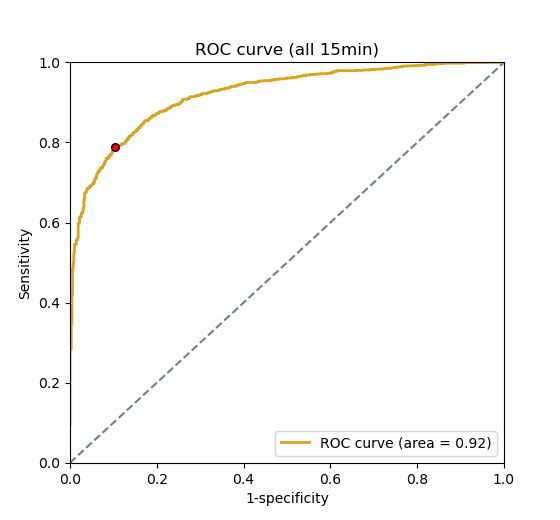 ROC curve (all 15min)
1.0
0.8
0.6
0.4
0.2
0.0
Sensitivity
ROC curve (area = 0.92)
0.0 0.2 0.4 0.6 0.8 1.0
1-specificity